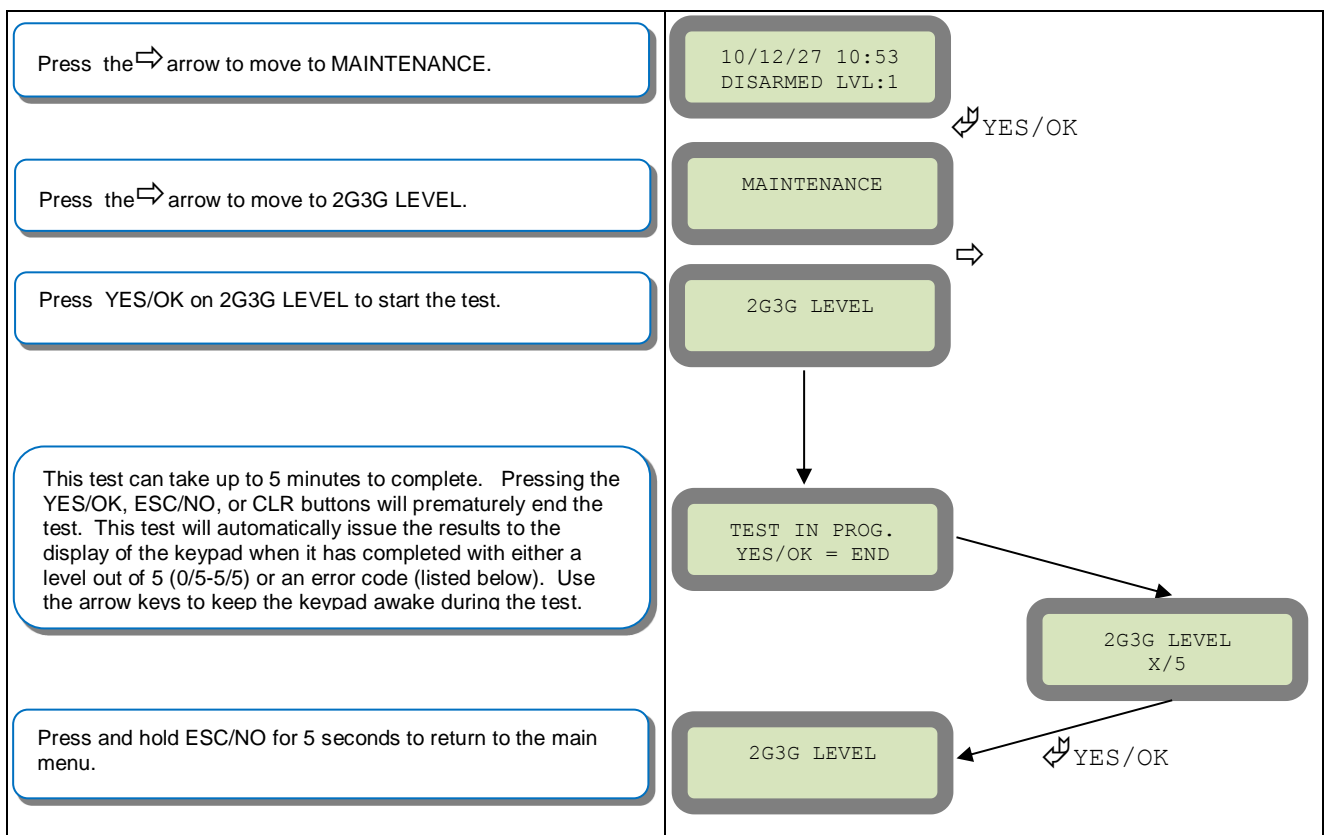 Press the⇨ arrow to move to MAINTENANCE.
10/12/27 10:53
DISARMED LVL:1
YES/OK
Press the⇨ arrow to move to 2G3G LEVEL.
MAINTENANCE
⇨
Press YES/OK on 2G3G LEVEL to start the test.
2G3G LEVEL
This test can take up to 5 minutes to complete. Pressing the
YES/OK, ESC/NO, or CLR buttons will prematurely end the
test. This test will automatically issue the results to the
display of the keypad when it has completed with either a
level out of 5 (0/5-5/5) or an error code (listed below). Use
the arrow keys to keep the keypad awake during the test.
TEST IN PROG.
YES/OK = END
2G3G LEVEL
X/5
Press and hold ESC/NO for 5 seconds to return to the main
menu.
2G3G LEVEL
YES/OK